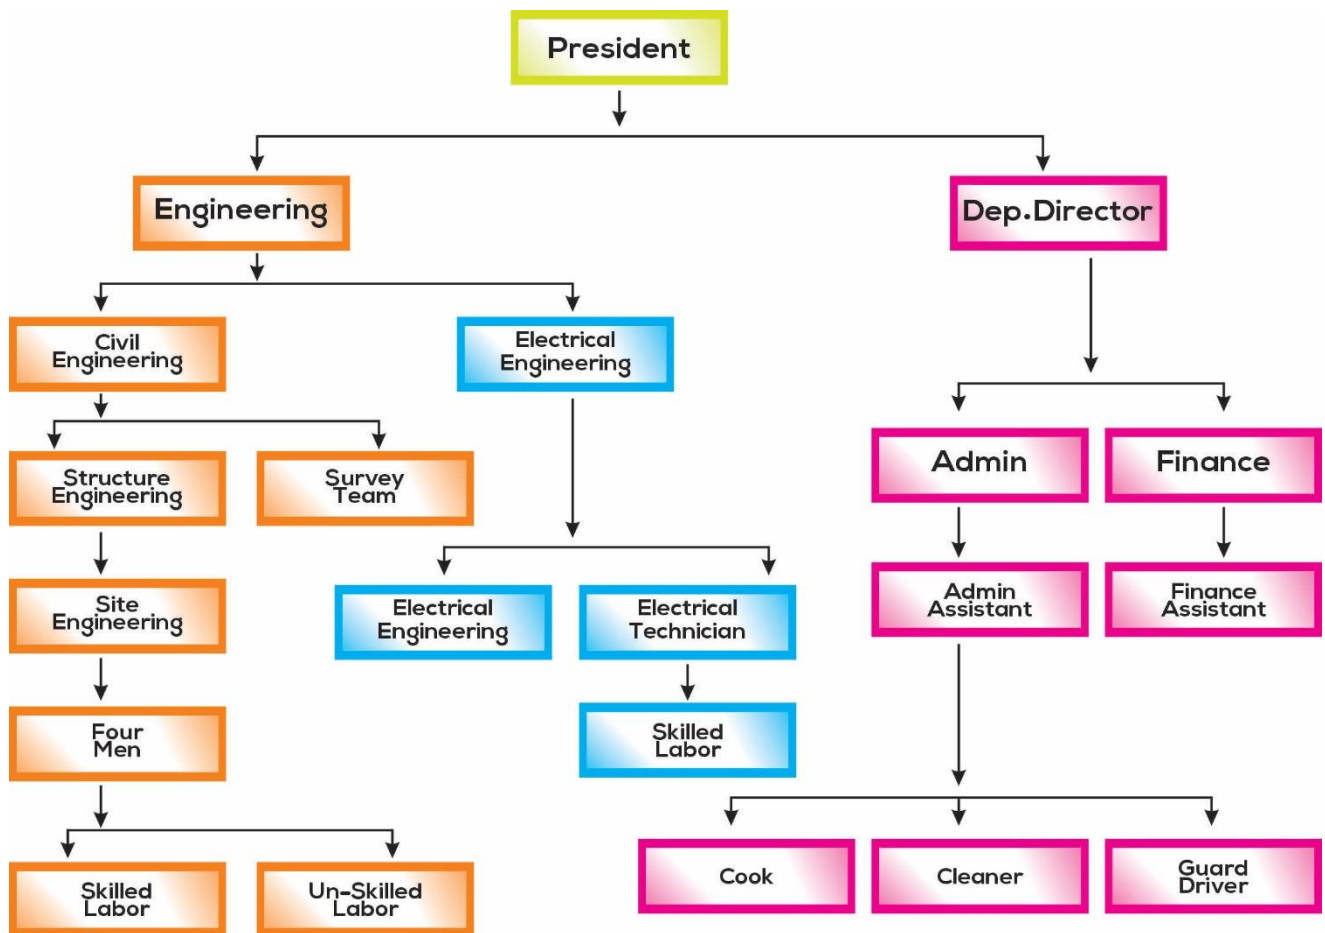 President
Engineering
Dep.Director
Civil
Engineering
Electrical
Engineering
Structure
Engineering
Survey
Team
Admin
Finance
Site
Engineering
Electrical
Engineering
Electrical
Technician
Admin
Assistant
Finance
Assistant
Four
Men
Skilled
Labor
Skilled
Labor
Un-Skilled
Labor
Cook
Cleaner
Guard
Driver